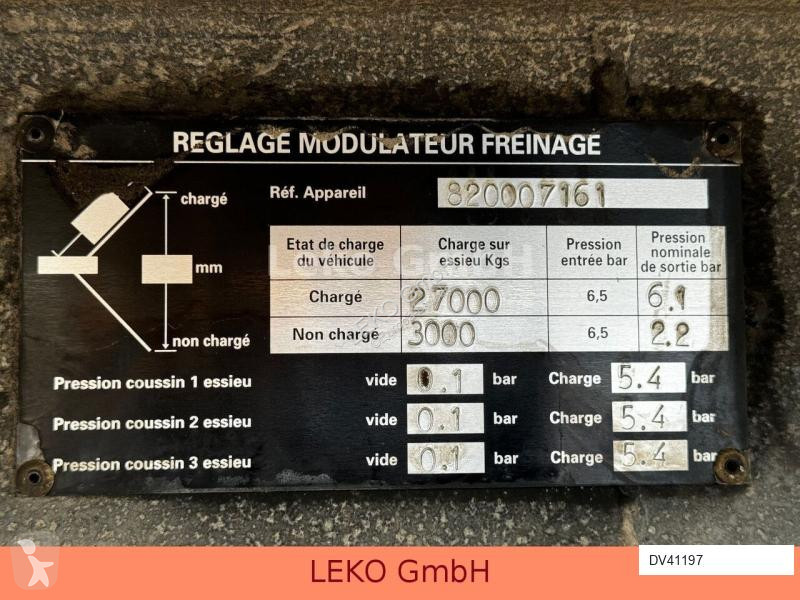 REGLAGE MODULATEUR FREINAGE
chargé
mm
non chargé
Réf. Appareil 820007161
Etat de charge du véhicule
Charge sur essieu Kgs
Pression entrée bar
Pression nominale de sortie bar
Chargé 27000 6,5 6.1
Non chargé 3000 6,5 2.2
Pression coussin 1 essieu vide 0.1 bar Charge 5.4 bar
Pression coussin 2 essieu vide 0.1 bar Charge 5.4 bar
Pression coussin 3 essieu vide 0.1 bar Charge 5.4 bar
LEKO GmbH
LEKO GmbH
DV41197